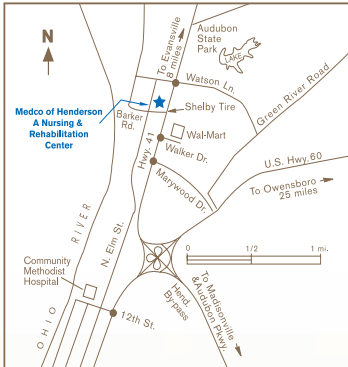 N
To Evansville
8 miles
Audubon
State
Park
LAKE
Watson Ln.
Green River Road
Medco of Henderson
A Nursing &
Rehabilitation
Center
Barker
Rd.
Shelby Tire
Wal-Mart
Walker Dr.
Hwy. 41
Marywood Dr.
U.S. Hwy. 60
To Owensboro
25 miles
OHIO RIVER
N. Elm St.
0 1/2 1 mi.
Community
Methodist
Hospital
Hend.
Bypass
To Madisonville
& Audubon Pkwy.
12th St.